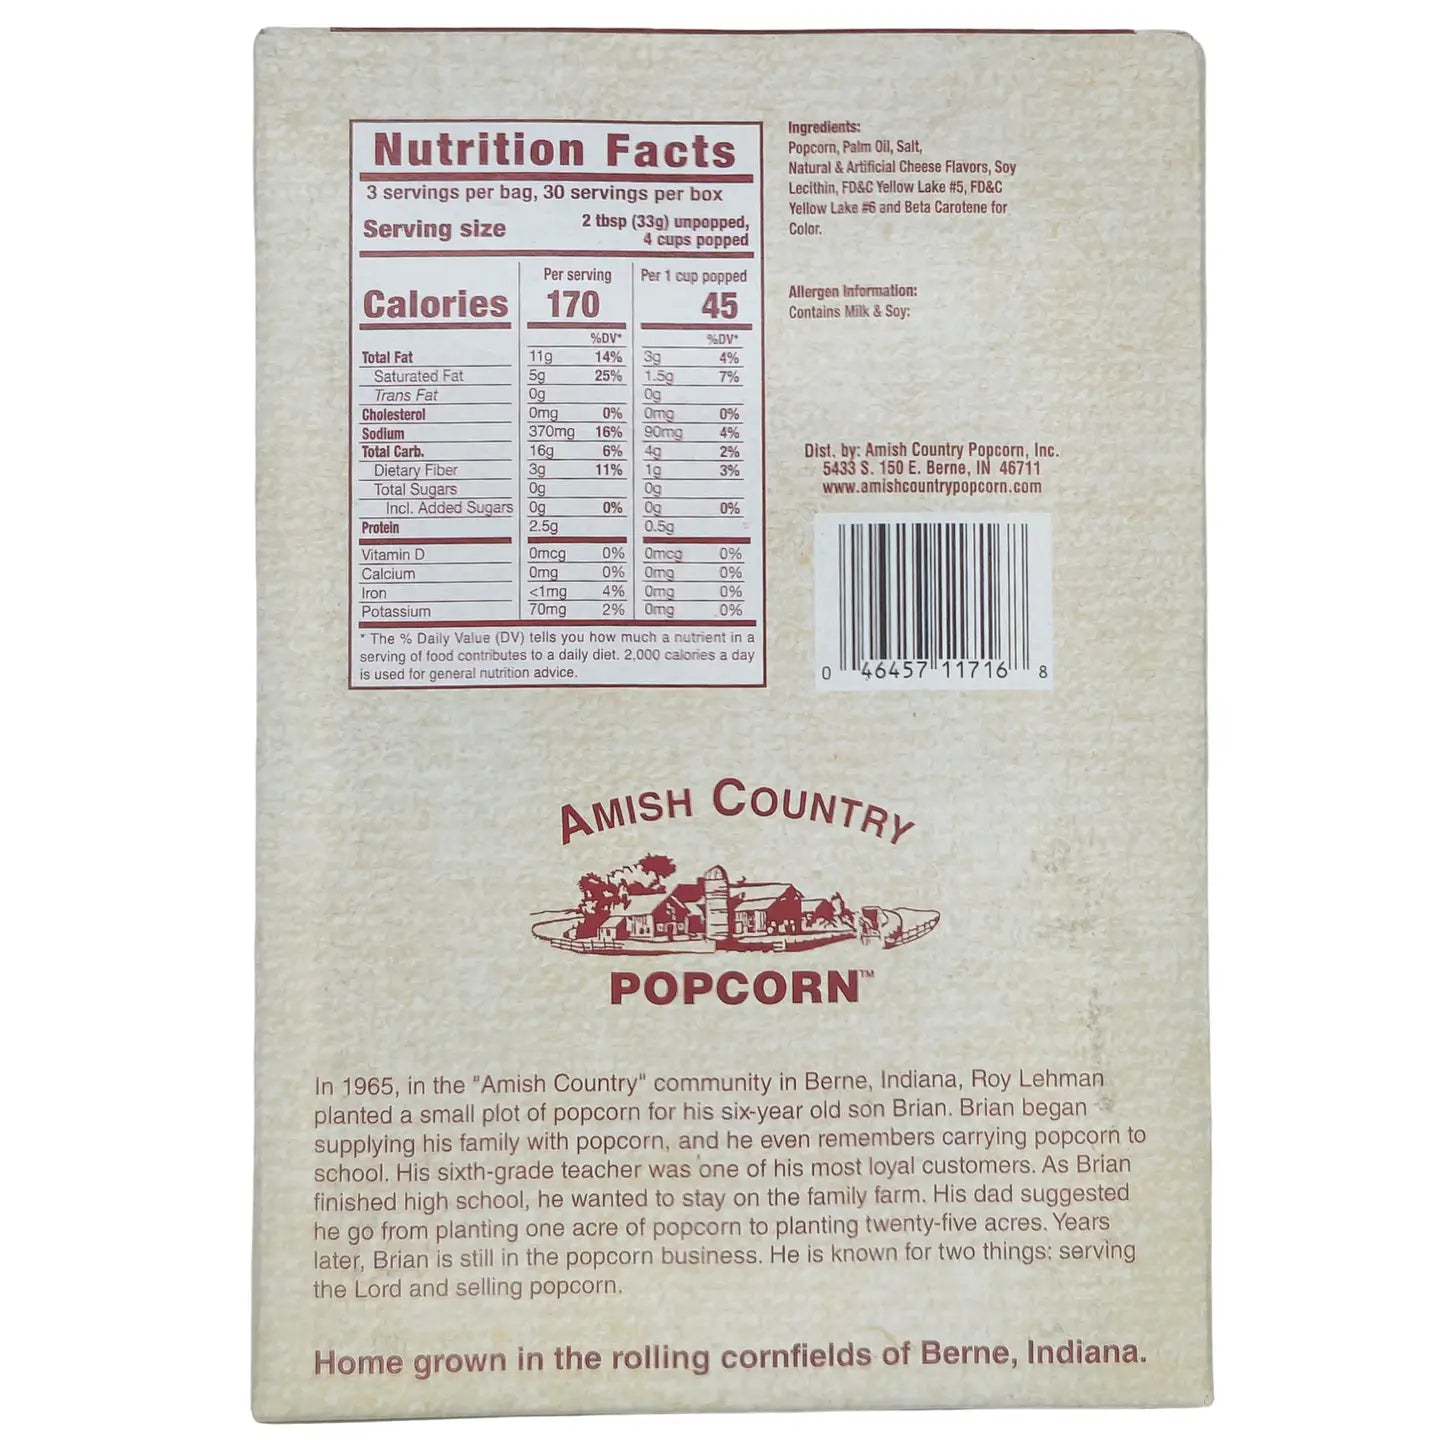 Nutrition Facts
3 servings per bag, 30 servings per box
Serving size 2 tbsp (33g) unpopped,
4 cups popped
Per serving Per 1 cup popped
Calories 170 45
%DV* %DV*
Total Fat 11g 14% 3g 4%
Saturated Fat 5g 25% 1.5g 7%
Trans Fat 0g 0g
Cholesterol 0mg 0% 0mg 0%
Sodium 370mg 16% 90mg 4%
Total Carb. 16g 6% 4g 2%
Dietary Fiber 3g 11% 1g 3%
Total Sugars 0g 0g
Incl. Added Sugars 0g 0% 0g 0%
Protein 2.5g 0.5g
Vitamin D 0mcg 0% 0mcg 0%
Calcium 0mg 0% 0mg 0%
Iron <1mg 4% 0mg 0%
Potassium 70mg 2% 0mg 0%
* The % Daily Value (DV) tells you how much a nutrient in a
serving of food contributes to a daily diet. 2,000 calories a day
is used for general nutrition advice.
Ingredients:
Popcorn, Palm Oil, Salt,
Natural & Artificial Cheese Flavors, Soy
Lecithin, FD&C Yellow Lake #5, FD&C
Yellow Lake #6 and Beta Carotene for
Color.
Allergen Information:
Contains Milk & Soy:
Dist. by: Amish Country Popcorn, Inc.
5433 S. 150 E. Berne, IN 46711
www.amishcountrypopcorn.com
0 46457 11716 8
AMISH COUNTRY
POPCORN™
In 1965, in the "Amish Country" community in Berne, Indiana, Roy Lehman
planted a small plot of popcorn for his six-year old son Brian. Brian began
supplying his family with popcorn, and he even remembers carrying popcorn to
school. His sixth-grade teacher was one of his most loyal customers. As Brian
finished high school, he wanted to stay on the family farm. His dad suggested
he go from planting one acre of popcorn to planting twenty-five acres. Years
later, Brian is still in the popcorn business. He is known for two things: serving
the Lord and selling popcorn.
Home grown in the rolling cornfields of Berne, Indiana.